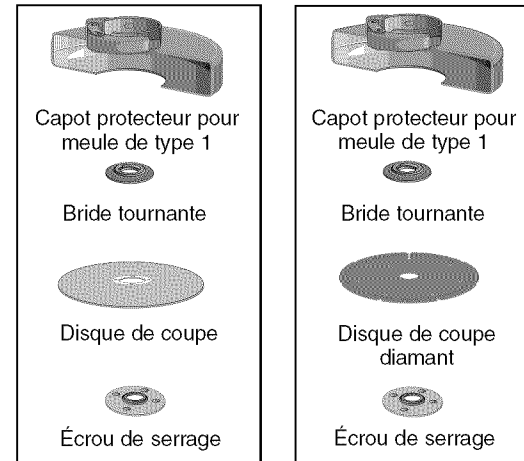 Capot protecteur pour
meule de type 1
Bride tournante
Disque de coupe
Écrou de serrage
Capot protecteur pour
meule de type 1
Bride tournante
Disque de coupe
diamant
Écrou de serrage